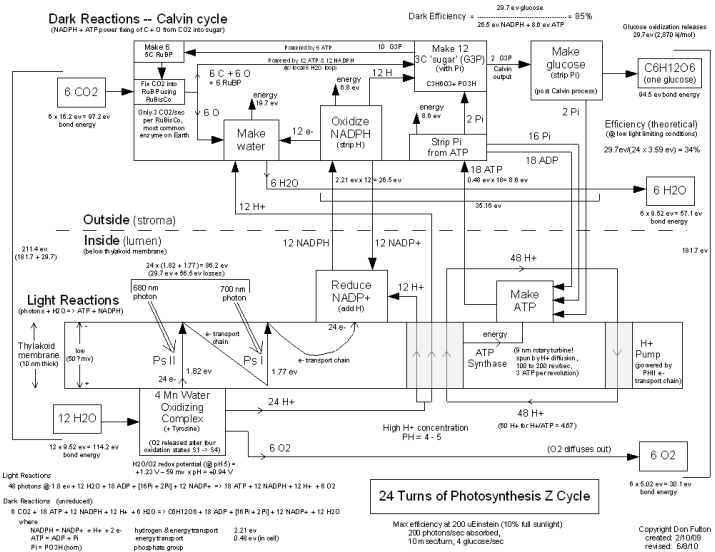 Dark Reactions -- Calvin cycle
(NADPH + ATP power fixing of C + O from CO2 into sugar)
29.7 ev glucose
Dark Efficiency = ---------------------------------- = 85%
26.5 ev NADPH + 8.6 ev ATP
Glucose oxidization releases
29.7ev (2,870 kj/mol)
Make 6
5C RuBP
Powered by 6 ATP
10 G3P
Powered by 12 ATP & 12 NADPH
(w/local 6 H2O loop)
Make 12
3C 'sugar' (G3P)
(with Pi)
C3H6O3+ PO3H
2 G3P
Calvin
output
Make
glucose
(strip Pi)
(post Calvin process)
C6H12O6
(one glucose)
94.5 ev bond energy
6 CO2
6 x 16.2 ev = 97.2 ev
bond energy
Fix CO2 into
RuBP using
RuBisCo
Only 3 CO2/sec
per RuBisCo,
most common
enzyme on Earth
6 C + 6 O
+ 6 RuBP
6 O
12 H
energy
19.7 ev
energy
5.8 ev
energy
8.6 ev
2 Pi
2 Pi
Make
water
12 e-
Oxidize
NADPH
(strip H)
Strip Pi
from ATP
16 Pi
18 ADP
Efficiency (theoretical)
(@ low light limiting conditions)
29.7ev/(24 x 3.59 ev) = 34%
6 H2O
2.21 ev x 12 = 26.5 ev
18 ATP
0.48 ev x 18= 8.6 ev
6 H2O
6 x 9.52 ev = 57.1 ev
bond energy
12 H+
35.16 ev
Outside (stroma)
Inside (lumen)
(below thylakoid membrane)
211.4 ev
(181.7 + 29.7)
181.7 ev
12 NADPH
12 NADP+
24 x (1.82 + 1.77) = 86.2 ev
(29.7 ev + 56.5 ev losses)
48 H+
680 nm
photon
700 nm
photon
Reduce
NADP+
(add H)
12 H+
Make
ATP
Light Reactions
(photons + H2O => ATP + NADPH)
Thylakoid
membrane
(10 nm thick)
-
low
(50 ? mv)
+
Ps II
e- transport
chain
Ps I
24 e-
e- transport chain
1.82 ev
1.77 ev
24 e-
energy
ATP
Synthase
(9 nm rotary turbine!
spun by H+ diffusion,
100 to 200 rev/sec,
3 ATP per revolution)
H+
Pump
(powered by
PHII e-
transport chain)
12 H2O
12 x 9.52 ev = 114.2 ev
bond energy
4 Mn Water
Oxidizing
Complex
(+ Tyrosine)
(O2 released after four
oxidation states S1 -> S4)
24 H+
High H+ concentration
PH = 4 - 5
48 H+
(60 H+ for H+/ATP = 4.67)
6 O2
(O2 diffuses out)
6 O2
6 x 5.02 ev = 30.1 ev
bond energy
H2O/O2 redox potential (@ pH 5) =
+1.23 V – 59 mv x pH = +0.94 V
Light Reactions
48 photons @ 1.8 ev + 12 H2O + 18 ADP + [16 Pi + 2 Pi] + 12 NADP+ => 18 ATP + 12 NADPH + 12 H+ + 6 O2
Dark Reactions (unreduced)
6 CO2 + 18 ATP + 12 NADPH + 12 H+ + 6 H2O => C6H12O6 + 18 ADP + [16 Pi + 2 Pi] + 12 NADP+ + 12 H2O
where
NADPH = NADP+ + H+ + 2 e- hydrogen & energy transport 2.21 ev
ATP = ADP + Pi energy transport 0.48 ev (in cell)
Pi = PO3H (nom) phosphate group
24 Turns of Photosynthesis Z Cycle
Max efficiency at 200 uEinstein (10% full sunlight)
200 photons/sec absorbed,
10 msec/turn, 4 glucose/sec
Copyright Don Fulton
created: 2/10/09
revised: 6/8/10